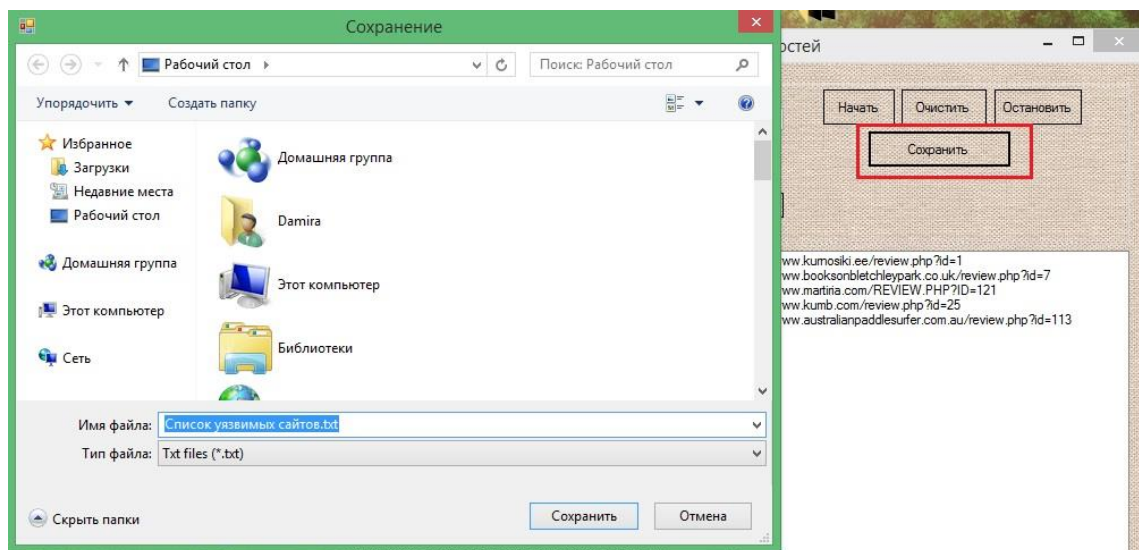 Сохранение
Рабочий стол
Поиск: Рабочий стол
Упорядочить
Создать папку
Избранное
Загрузки
Недавние места
Рабочий стол
Домашняя группа
Этот компьютер
Сеть
Домашняя группа
Damira
Этот компьютер
Библиотеки
Имя файла: Список уязвимых сайтов.txt
Тип файла: Txt files (*.txt)
Скрыть папки
Сохранить
Отмена
остей
Начать
Очистить
Остановить
Сохранить
ww.kumosiki.ee/review.php?id=1
ww.booksonbletchleypark.co.uk/review.php?id=7
ww.martiria.com/REVIEW.PHP?ID=121
ww.kumb.com/review.php?id=25
ww.australianpaddlesurfer.com.au/review.php?id=113